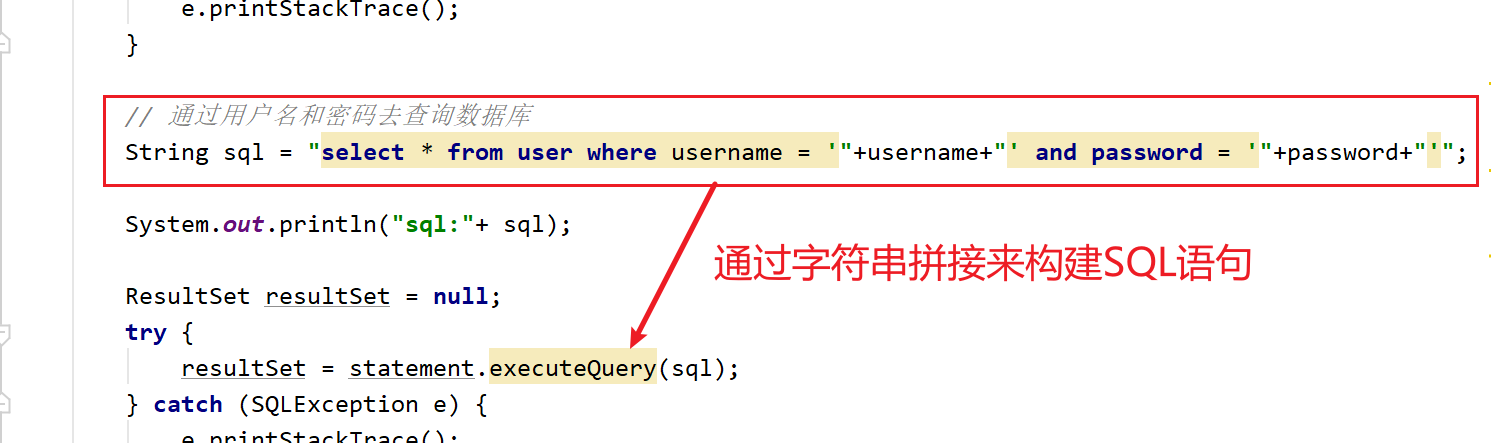 e.printStackTrace();
}
// 通过用户名和密码去查询数据库
String sql = "select * from user where username = '"+username+"' and password = '"+password+"'";
System.out.println("sql:"+ sql);
通过字符串拼接来构建SQL语句
ResultSet resultSet = null;
try {
resultSet = statement.executeQuery(sql);
} catch (SQLException e) {
e.printStackTrace();